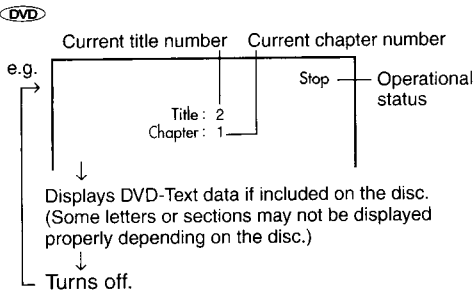 DVD
Current title number Current chapter number
e.g.
Stop Operational
status
Title : 2
Chapter : 1
Displays DVD-Text data if included on the disc.
(Some letters or sections may not be displayed
properly depending on the disc.)
Turns off.